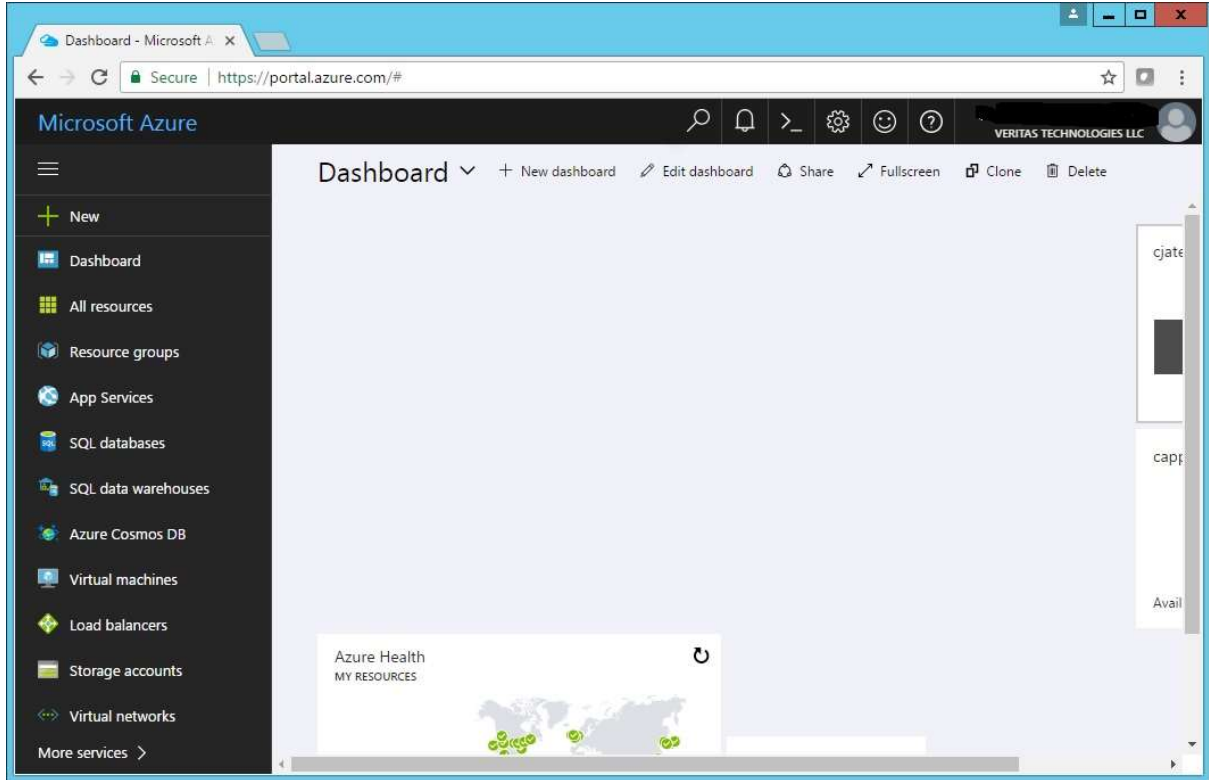 Dashboard - Microsoft A
Secure | https://portal.azure.com/#
Microsoft Azure
VERITAS TECHNOLOGIES LLC
Dashboard
New dashboard
Edit dashboard
Share
Fullscreen
Clone
Delete
New
Dashboard
All resources
Resource groups
App Services
SQL databases
SQL data warehouses
Azure Cosmos DB
Virtual machines
Load balancers
Storage accounts
Virtual networks
More services
cjate
capp
Avail
Azure Health
MY RESOURCES